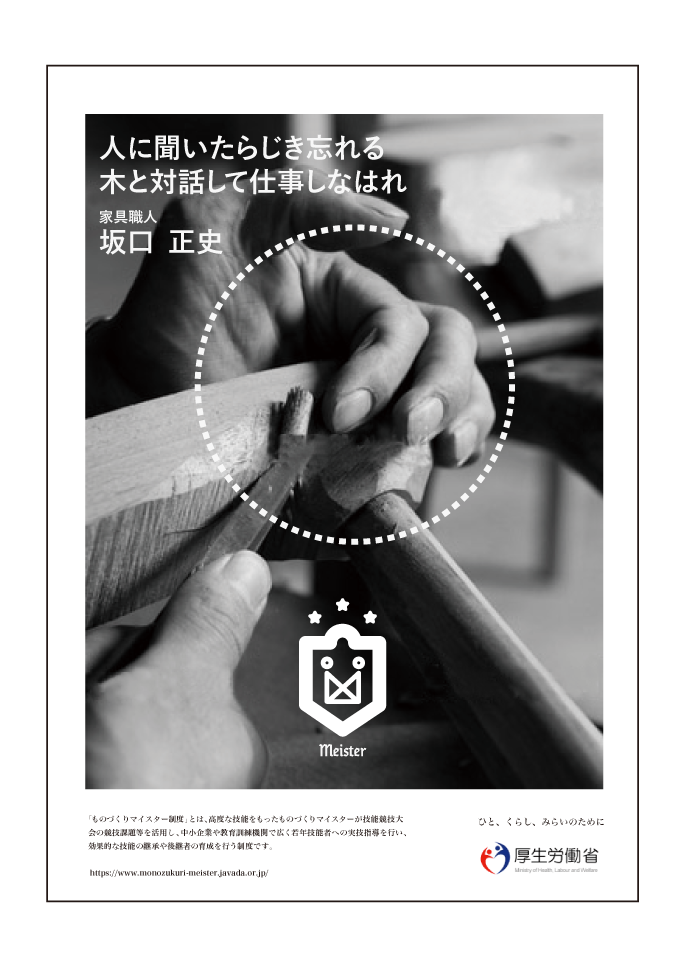 人に聞いたらじき忘れる
木と対話して仕事しなはれ
家具職人
坂口 正史
Meister
「ものづくりマイスター制度」とは、高度な技能をもったものづくりマイスターが技能競技大
会の競技課題等を活用し、中小企業や教育訓練機関で広く若年技能者への実技指導を行い、
効果的な技能の継承や後継者の育成を行う制度です。
https://www.monozukuri-meister.javada.or.jp/
ひと、くらし、みらいのために
厚生労働省
Ministry of Health, Labour and Welfare